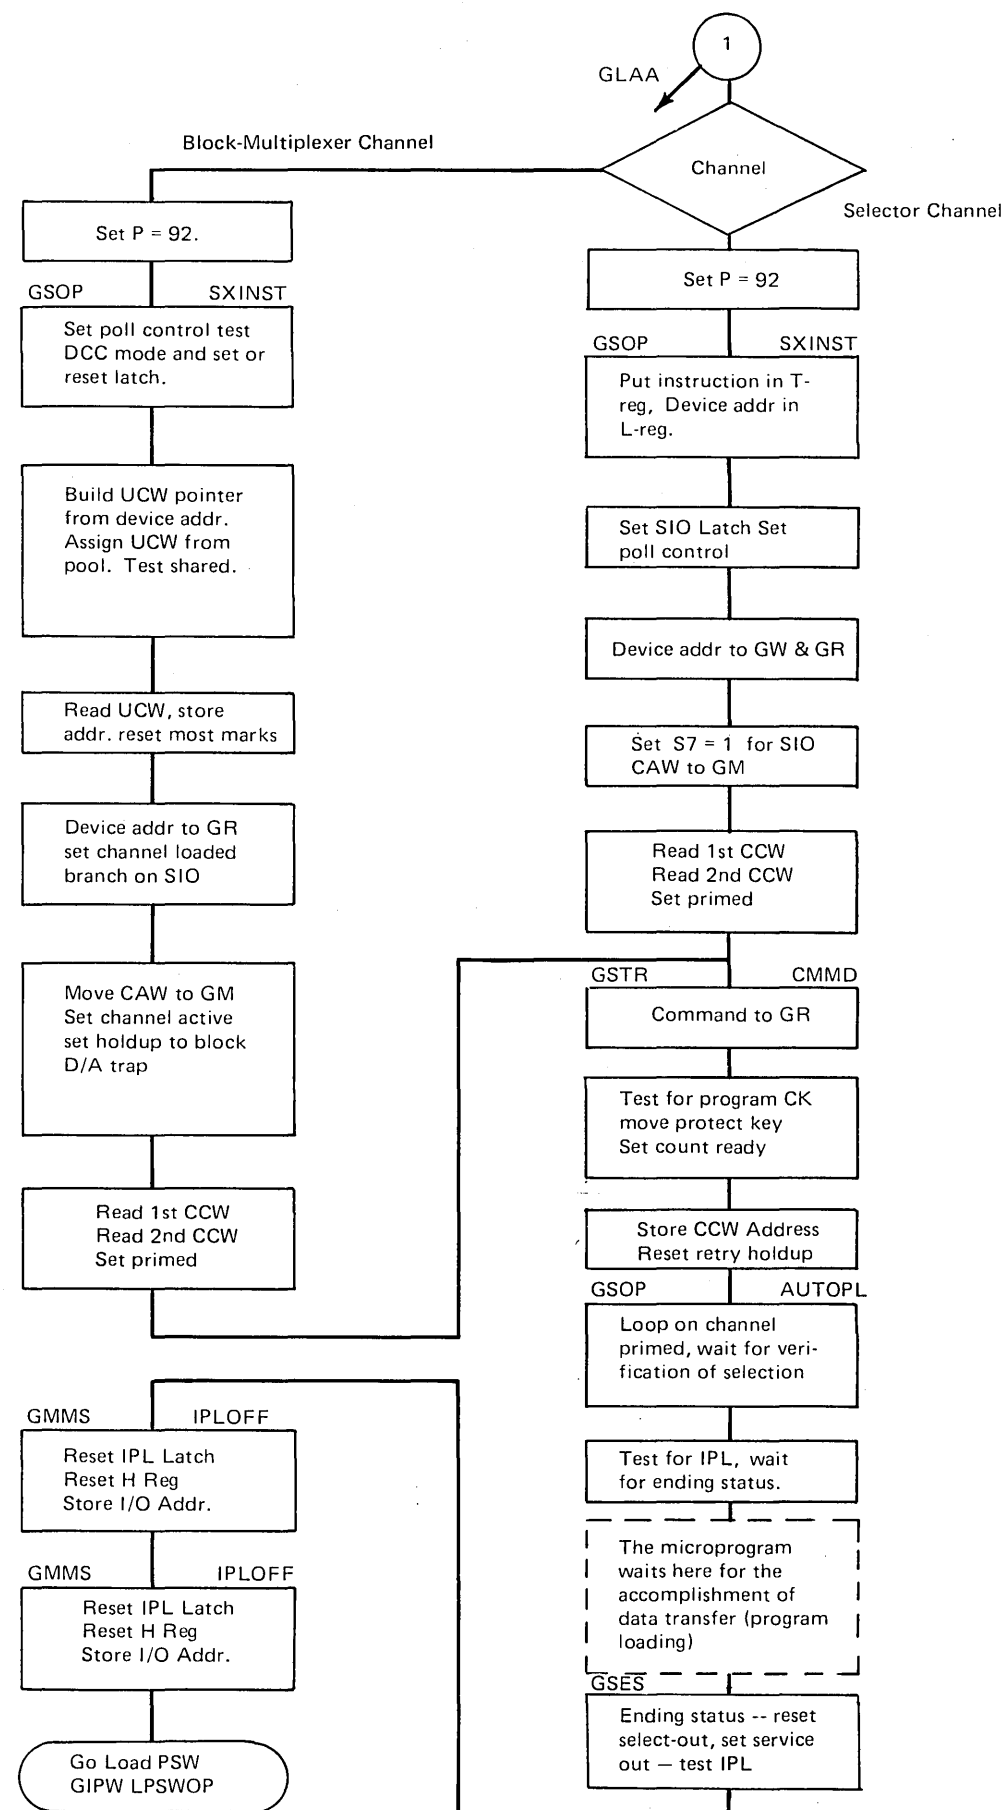 1
GLAA
Channel
Block-Multiplexer Channel
Selector Channel
Set P = 92.
GSOP SXINST
Set poll control test
DCC mode and set or
reset latch.
Build UCW pointer
from device addr.
Assign UCW from
pool. Test shared.
Read UCW, store
addr. reset most marks
Device addr to GR
set channel loaded
branch on SIO
Move CAW to GM
Set channel active
set holdup to block
D/A trap
Read 1st CCW
Read 2nd CCW
Set primed
Set P = 92
GSOP SXINST
Put instruction in T-
reg, Device addr in
L-reg.
Set SIO Latch Set
poll control
Device addr to GW & GR
Set S7 = 1 for SIO
CAW to GM
Read 1st CCW
Read 2nd CCW
Set primed
GSTR CMMD
Command to GR
Test for program CK
move protect key
Set count ready
Store CCW Address
Reset retry holdup
GSOP AUTOPL
Loop on channel
primed, wait for veri-
fication of selection
Test for IPL, wait
for ending status.
The microprogram
waits here for the
accomplishment of
data transfer (program
loading)
GSES
Ending status -- reset
select-out, set service
out — test IPL
GMMS IPLOFF
Reset IPL Latch
Reset H Reg
Store I/O Addr.
GMMS IPLOFF
Reset IPL Latch
Reset H Reg
Store I/O Addr.
Go Load PSW
GIPW LPSWOP